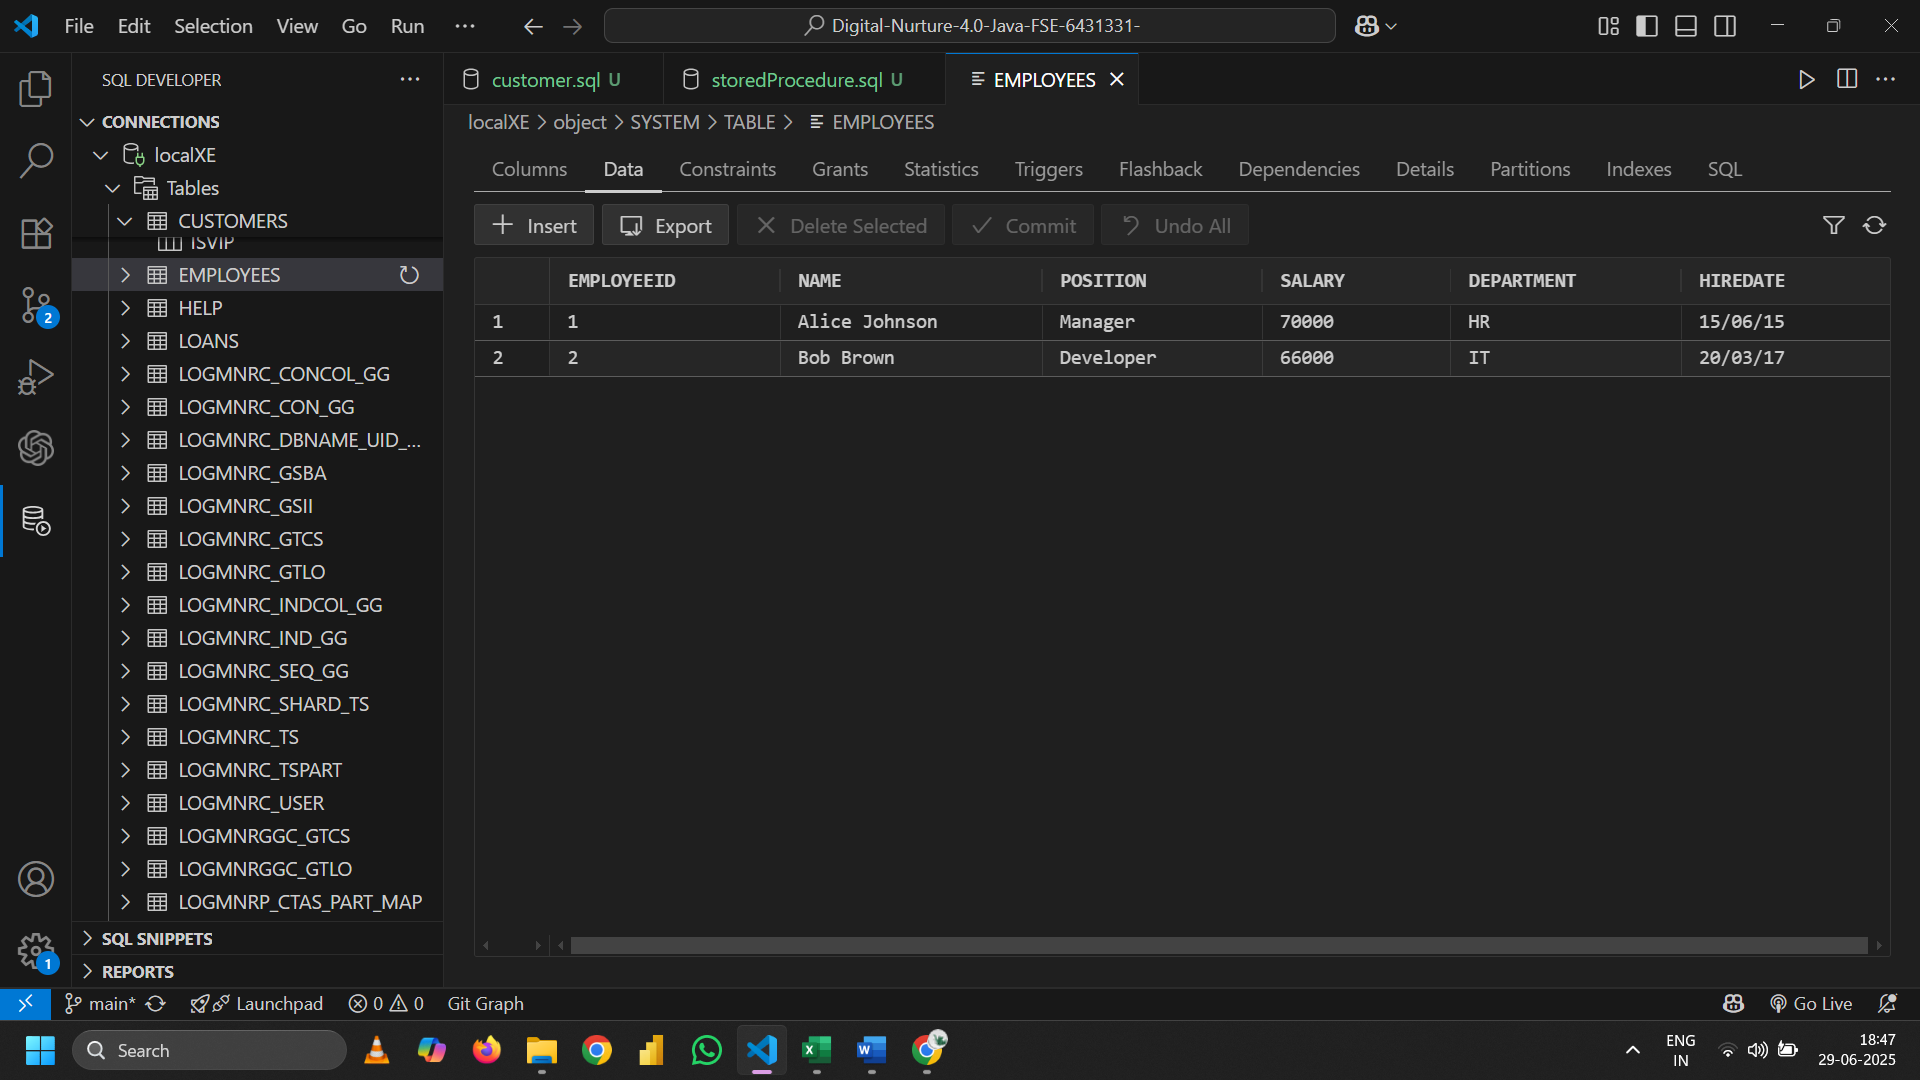 File Edit Selection View Go Run ... Digital-Nurture-4.0-Java-FSE-6431331-
SQL DEVELOPER ...
customer.sql U storedProcedure.sql U EMPLOYEES
CONNECTIONS
localXE > object > SYSTEM > TABLE > EMPLOYEES
localXE
Tables
CUSTOMERS
ISVIP
EMPLOYEES
HELP
LOANS
LOGMNRC_CONCOL_GG
LOGMNRC_CON_GG
LOGMNRC_DBNAME_UID_...
LOGMNRC_GSBA
LOGMNRC_GSII
LOGMNRC_GTCS
LOGMNRC_GTLO
LOGMNRC_INDCOL_GG
LOGMNRC_IND_GG
LOGMNRC_SEQ_GG
LOGMNRC_SHARD_TS
LOGMNRC_TS
LOGMNRC_TSPART
LOGMNRC_USER
LOGMNRGGC_GTCS
LOGMNRGGC_GTLO
LOGMNRP_CTAS_PART_MAP
SQL SNIPPETS
REPORTS
Columns Data Constraints Grants Statistics Triggers Flashback Dependencies Details Partitions Indexes SQL
Insert Export Delete Selected Commit Undo All
EMPLOYEEID NAME POSITION SALARY DEPARTMENT HIREDATE
1 1 Alice Johnson Manager 70000 HR 15/06/15
2 2 Bob Brown Developer 66000 IT 20/03/17
2
1
main* Launchpad 0 0 Git Graph Go Live
Search ENG 18:47
IN 29-06-2025